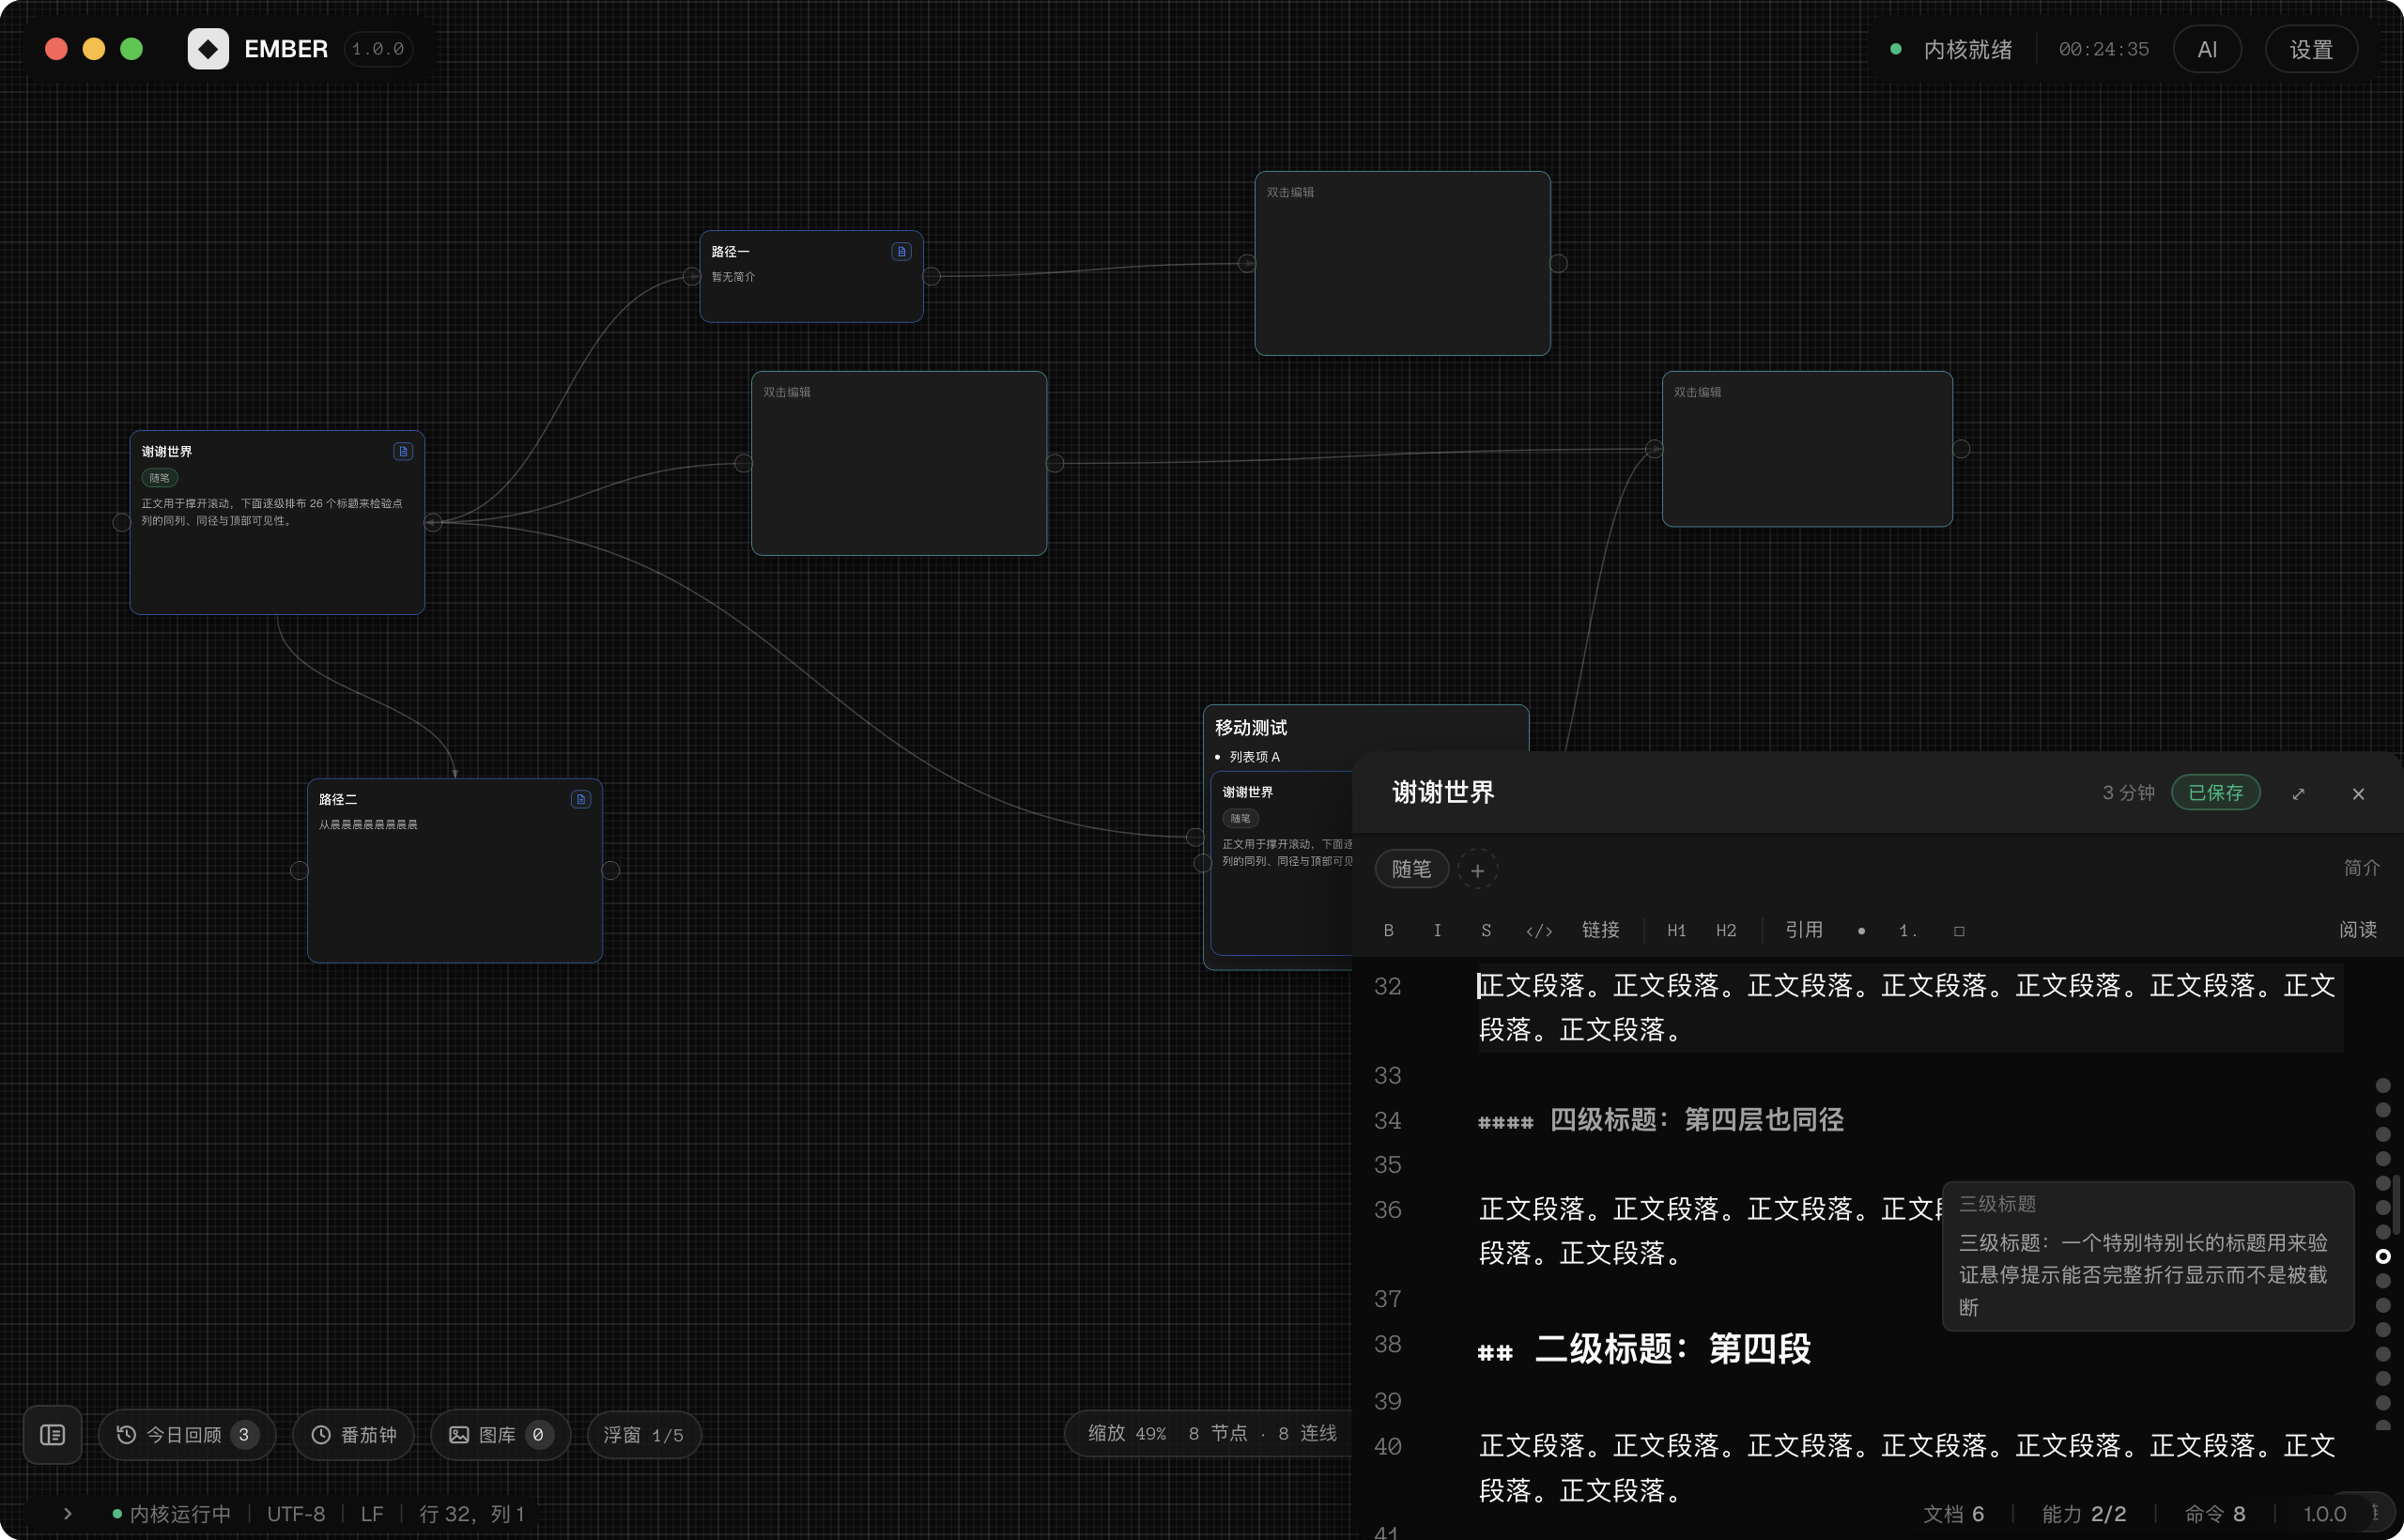 EMBER 1.0.0
内核就绪 00:24:35 AI 设置
双击编辑
路径一
暂无简介
双击编辑
双击编辑
谢谢世界
随笔
正文用于撑开滚动，下面逐级排布 26 个标题来检验点
列的同列、同径与顶部可见性。
移动测试
• 列表项 A
谢谢世界
随笔
正文用于撑开滚动，下面逐
列的同列、同径与顶部可见
路径二
从晨晨晨晨晨晨晨晨
谢谢世界 3 分钟 已保存
随笔 + 简介
B I S </> 链接 H1 H2 引用 • 1. □ 阅读
32 正文段落。正文段落。正文段落。正文段落。正文段落。正文段落。正文
段落。正文段落。
33
34 #### 四级标题：第四层也同径
35
36 正文段落。正文段落。正文段落。正文
段落。正文段落。
三级标题
三级标题：一个特别特别长的标题用来验
证悬停提示能否完整折行显示而不是被截
断
37
38 ## 二级标题：第四段
39
40 正文段落。正文段落。正文段落。正文段落。正文段落。正文段落。正文
段落。正文段落。
41
今日回顾 3 番茄钟 图库 0 浮窗 1/5
缩放 49% 8 节点 · 8 连线
内核运行中 UTF-8 LF 行 32，列 1
文档 6 能力 2/2 命令 8 1.0.0